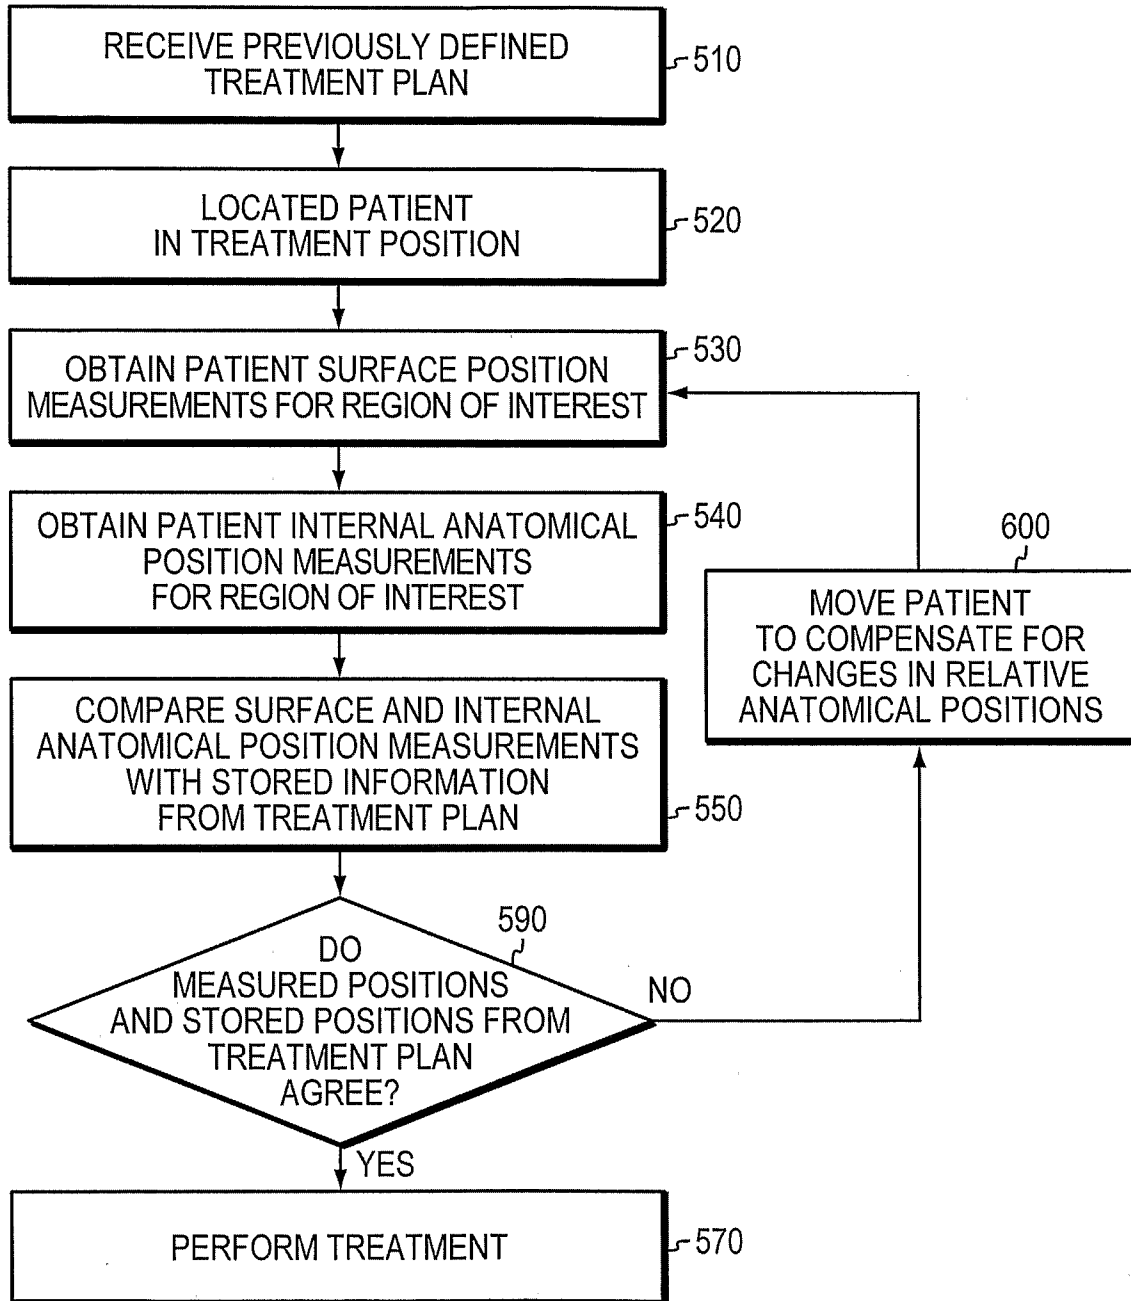 RECEIVE PREVIOUSLY DEFINED
TREATMENT PLAN
510
LOCATED PATIENT
IN TREATMENT POSITION
520
OBTAIN PATIENT SURFACE POSITION
MEASUREMENTS FOR REGION OF INTEREST
530
OBTAIN PATIENT INTERNAL ANATOMICAL
POSITION MEASUREMENTS
FOR REGION OF INTEREST
540
COMPARE SURFACE AND INTERNAL
ANATOMICAL POSITION MEASUREMENTS
WITH STORED INFORMATION
FROM TREATMENT PLAN
550
DO
MEASURED POSITIONS
AND STORED POSITIONS FROM
TREATMENT PLAN
AGREE?
590
NO
600
MOVE PATIENT
TO COMPENSATE FOR
CHANGES IN RELATIVE
ANATOMICAL POSITIONS
YES
PERFORM TREATMENT
570